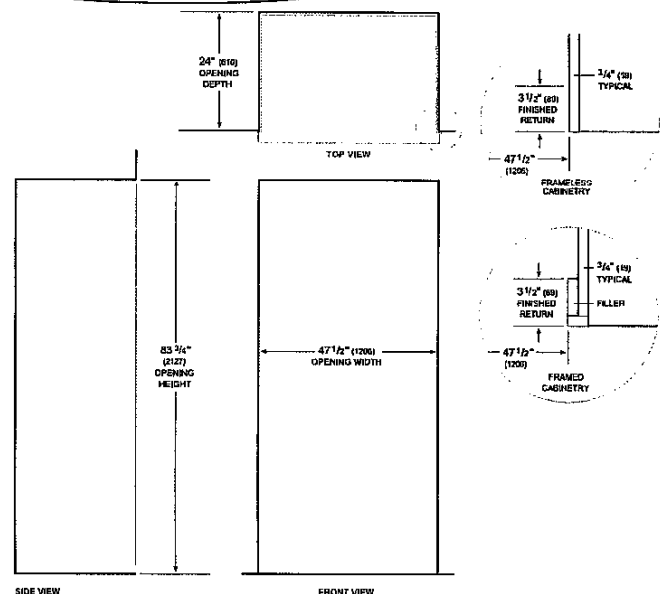 24" (610)
OPENING
DEPTH
TOP VIEW
3/4" (19)
TYPICAL
3 1/2" (89)
FINISHED
RETURN
47 1/2"
(1206)
FRAMELESS
CABINETRY
83 3/4"
(2127)
OPENING
HEIGHT
47 1/2" (1206)
OPENING WIDTH
3/4" (19)
TYPICAL
3 1/2" (89)
FINISHED
RETURN
FILLER
47 1/2"
(1206)
FRAMED
CABINETRY
SIDE VIEW
FRONT VIEW